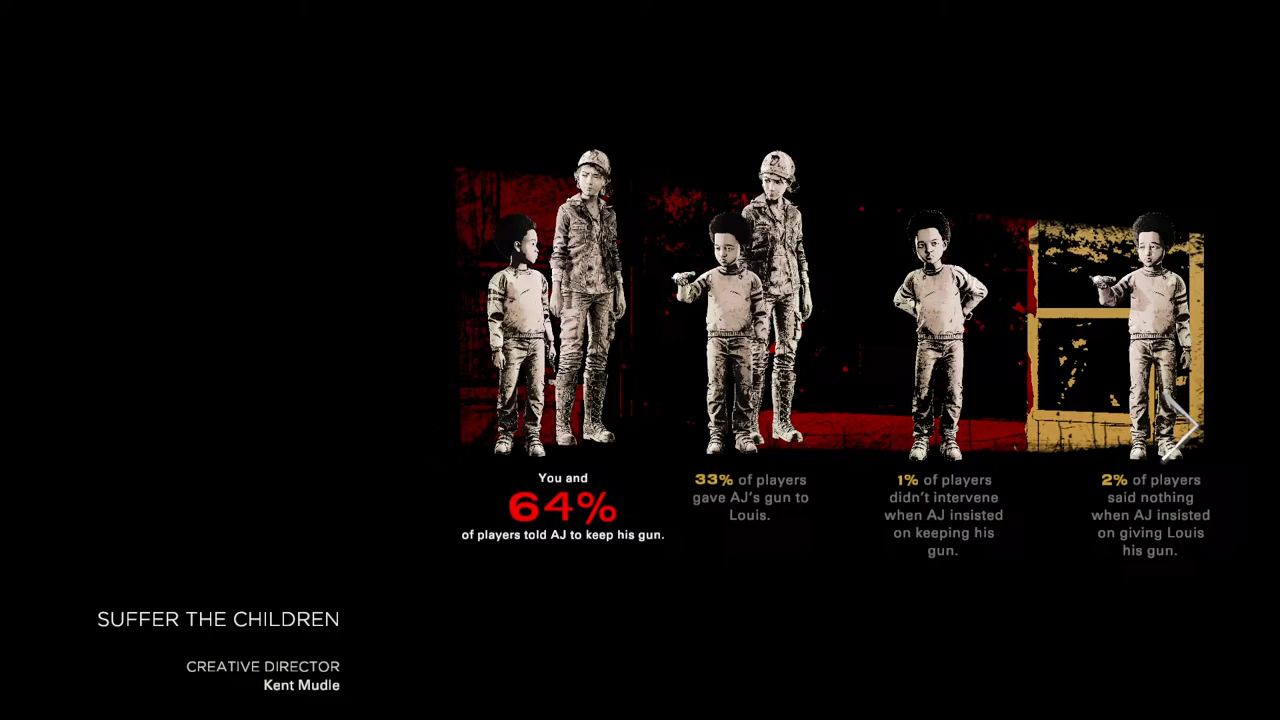 You and
64%
of players told AJ to keep his gun.
33% of players
gave AJ's gun to
Louis.
1% of players
didn't intervene
when AJ insisted
on keeping his
gun.
2% of players
said nothing
when AJ insisted
on giving Louis
his gun.
SUFFER THE CHILDREN
CREATIVE DIRECTOR
Kent Mudle